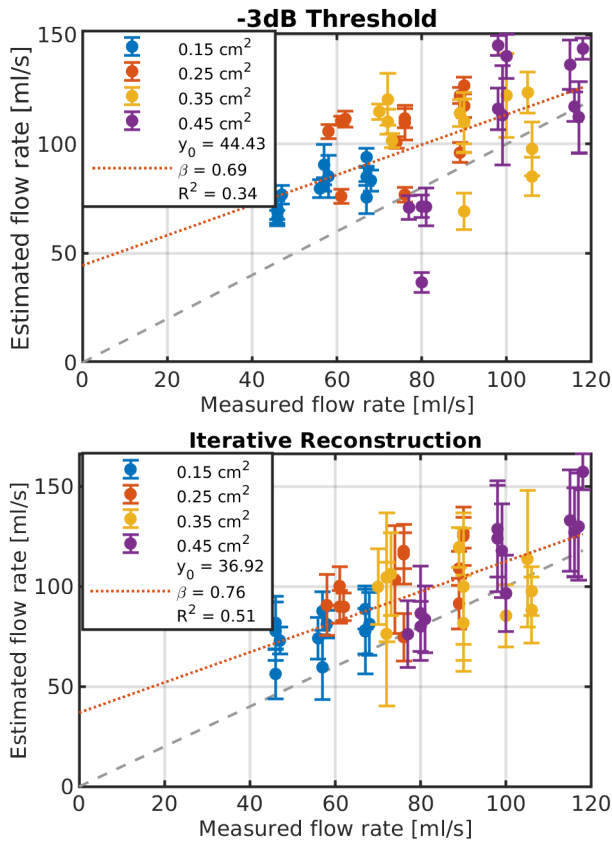 -3dB Threshold
150
100
50
0
Estimated flow rate [ml/s]
0.15 cm²
0.25 cm²
0.35 cm²
0.45 cm²
y₀ = 44.43
β = 0.69
R² = 0.34
0 20 40 60 80 100 120
Measured flow rate [ml/s]
Iterative Reconstruction
150
100
50
0
Estimated flow rate [ml/s]
0.15 cm²
0.25 cm²
0.35 cm²
0.45 cm²
y₀ = 36.92
β = 0.76
R² = 0.51
0 20 40 60 80 100 120
Measured flow rate [ml/s]